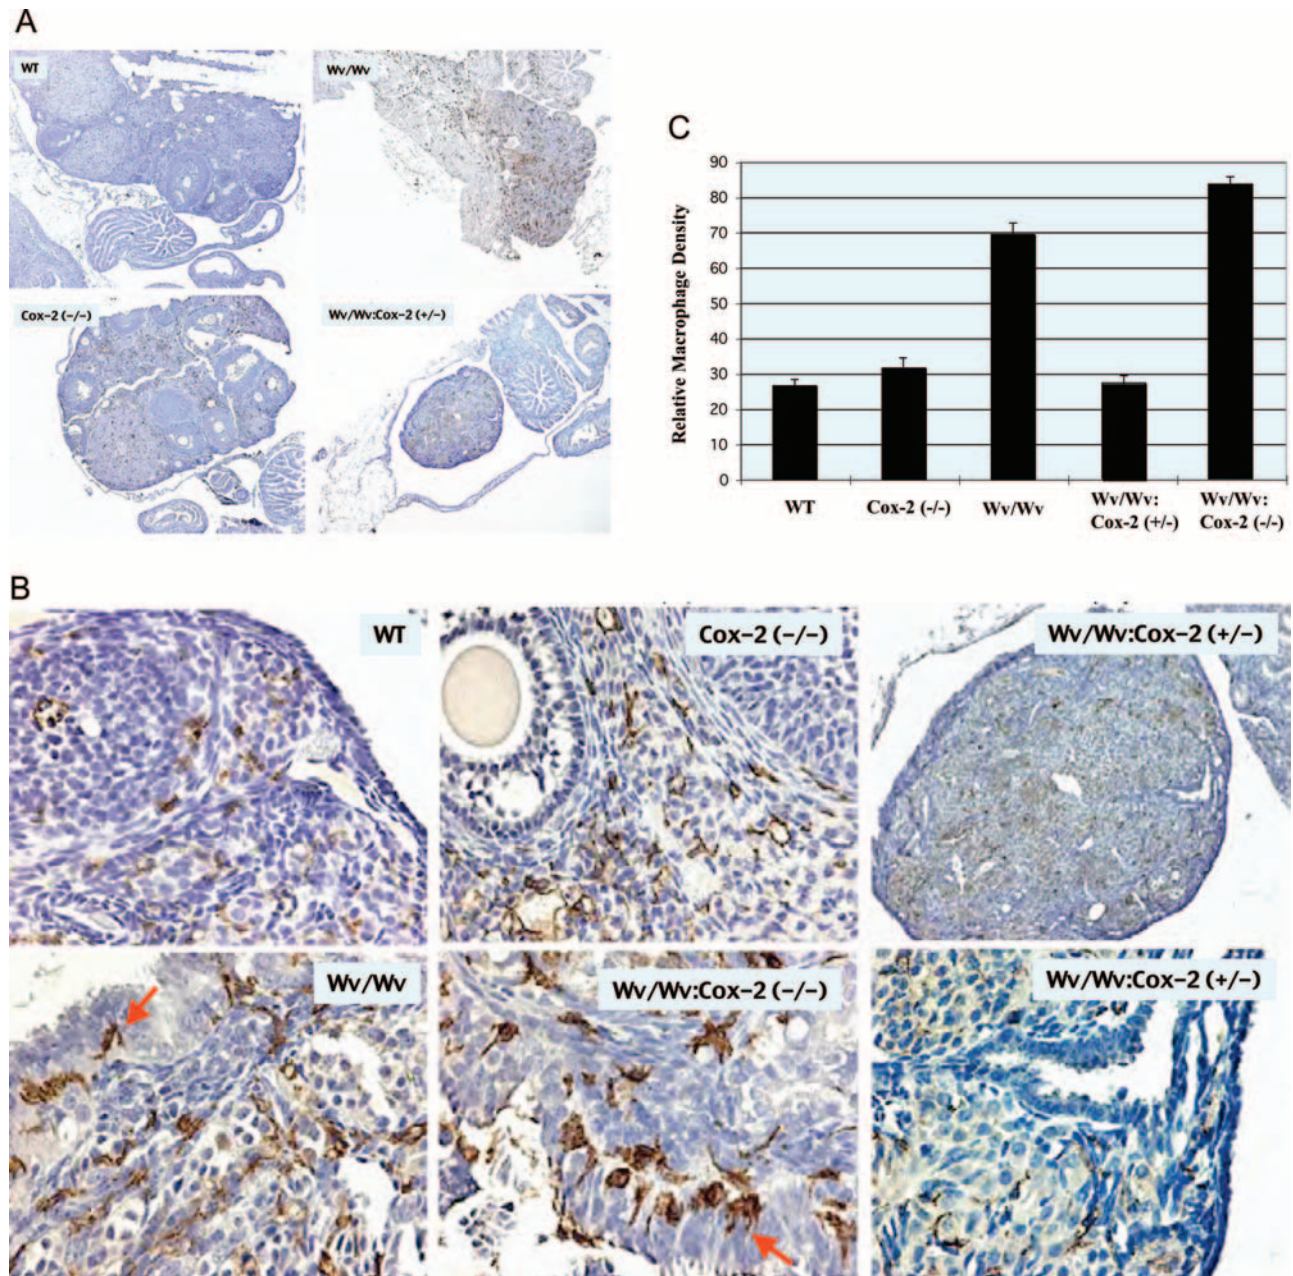 A
WT
Wv/Wv
Cox-2 (−/−)
Wv/Wv:Cox-2 (+/−)
C
Relative Macrophage Density
90
80
70
60
50
40
30
20
10
0
WT
Cox-2 (-/-)
Wv/Wv
Wv/Wv:
Cox-2 (+/-)
Wv/Wv:
Cox-2 (-/-)
B
WT
Cox-2 (−/−)
Wv/Wv:Cox-2 (+/−)
Wv/Wv
Wv/Wv:Cox-2 (−/−)
Wv/Wv:Cox-2 (+/−)